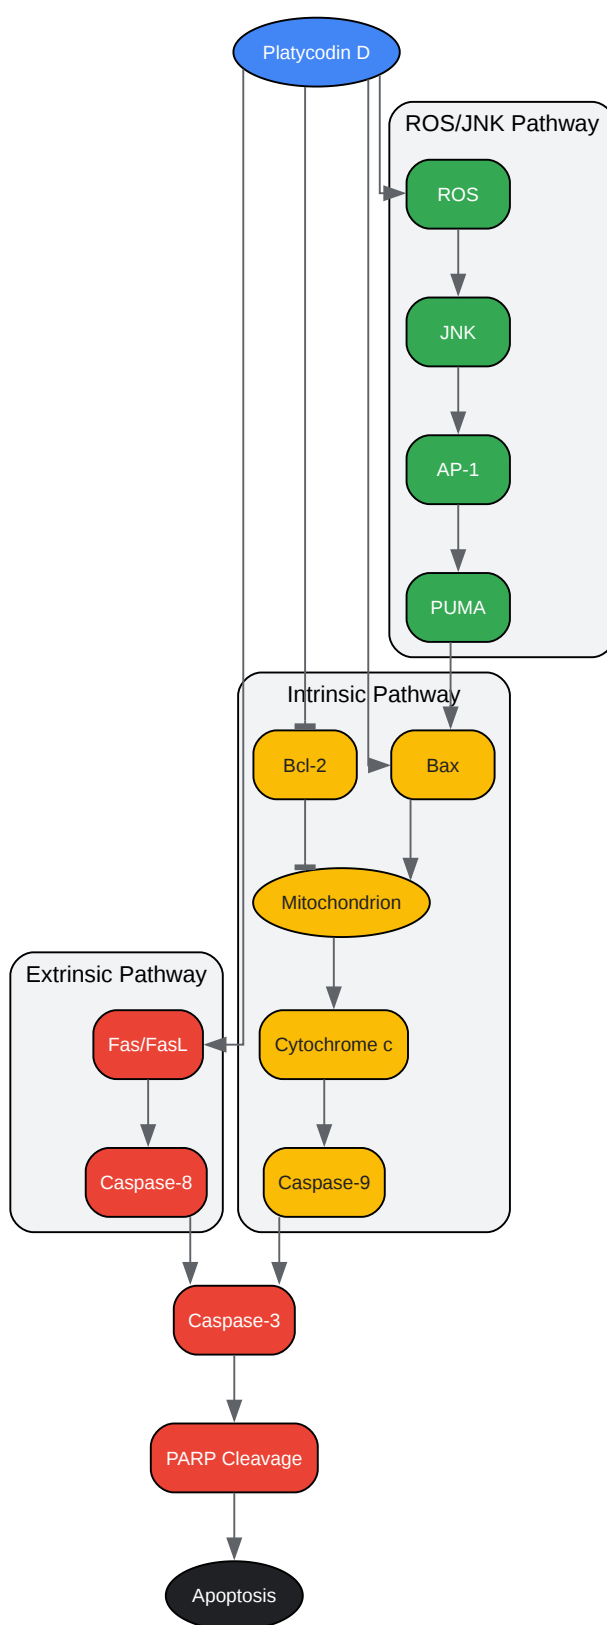 Platycodin D
ROS/JNK Pathway
ROS
JNK
AP-1
PUMA
Intrinsic Pathway
Bcl-2
Bax
Mitochondrion
Extrinsic Pathway
Fas/FasL
Cytochrome c
Caspase-8
Caspase-9
Caspase-3
PARP Cleavage
Apoptosis